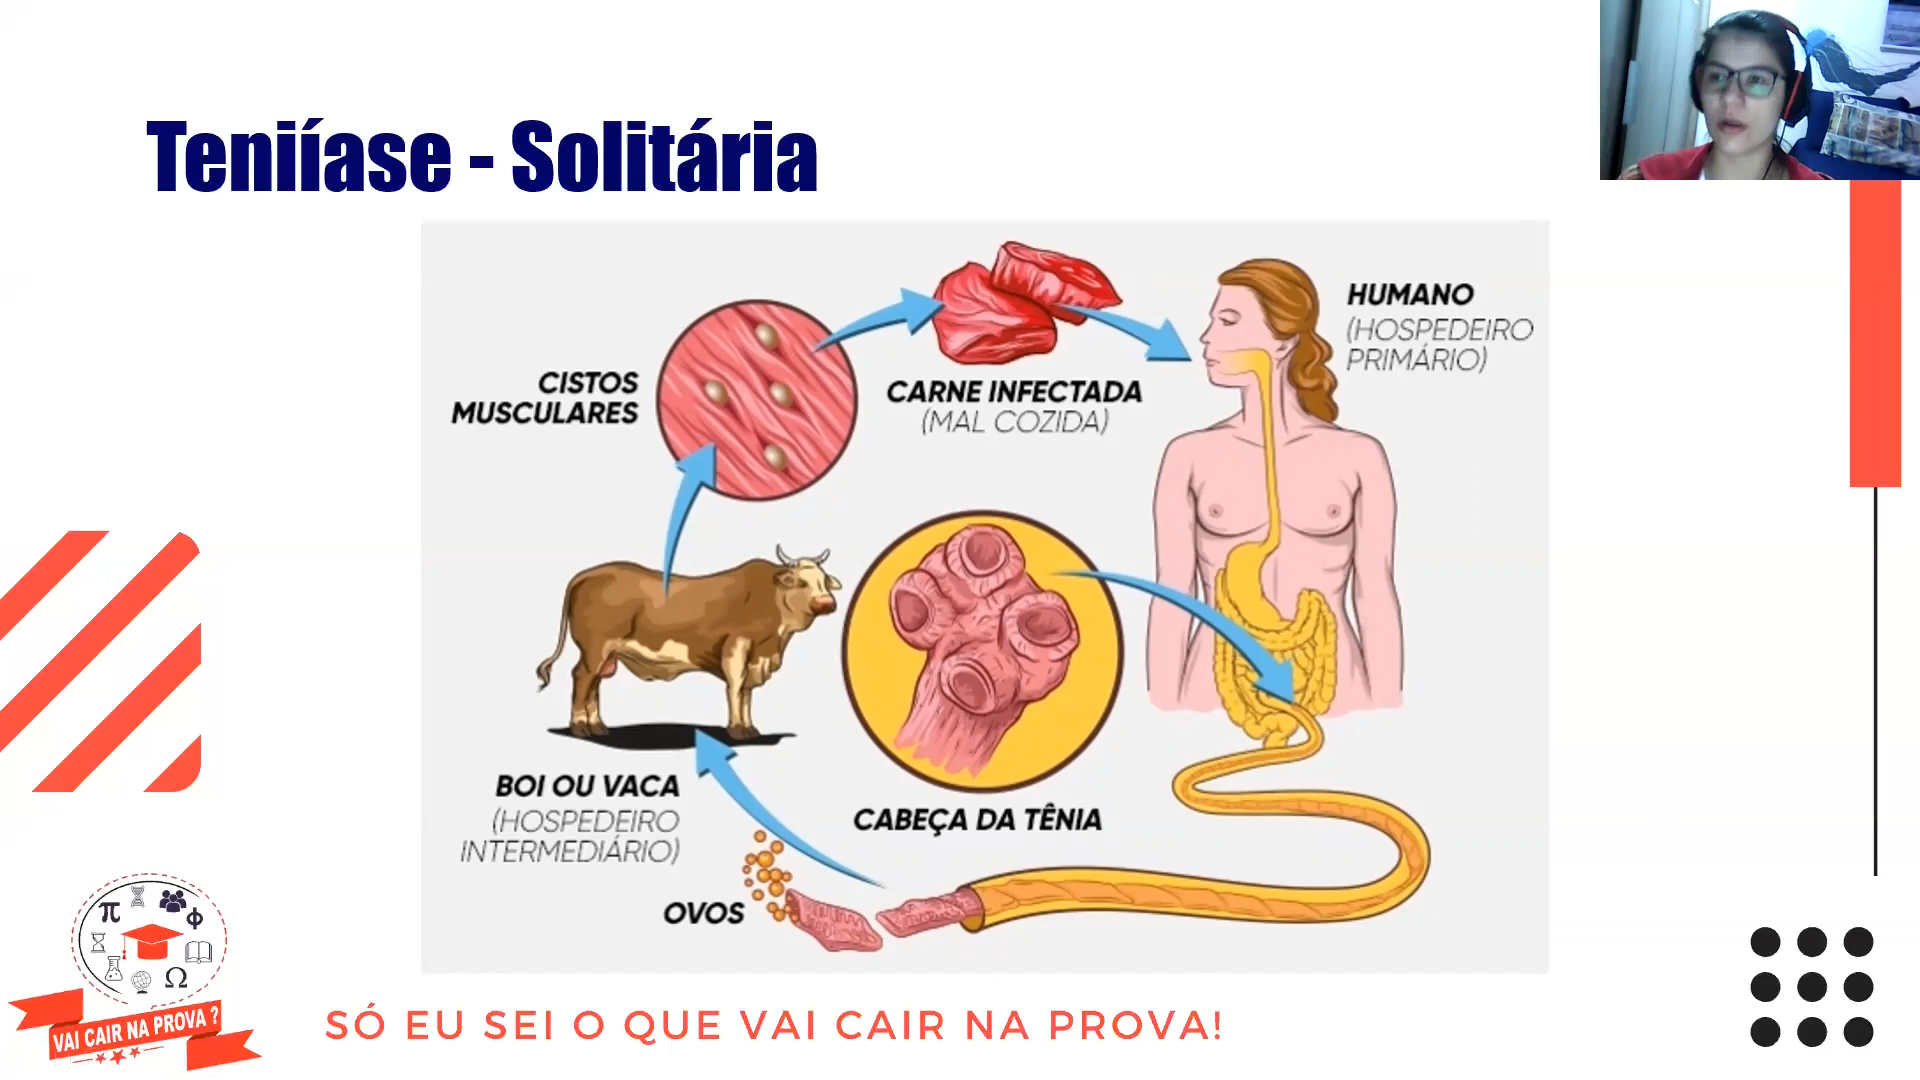 Teniíase - Solitária
HUMANO
(HOSPEDEIRO
PRIMÁRIO)
CISTOS
MUSCULARES
CARNE INFECTADA
(MAL COZIDA)
BOI OU VACA
(HOSPEDEIRO
INTERMEDIÁRIO)
CABEÇA DA TÊNIA
OVOS
π
Φ
Ω
VAI CAIR NA PROVA ?
SÓ EU SEI O QUE VAI CAIR NA PROVA!